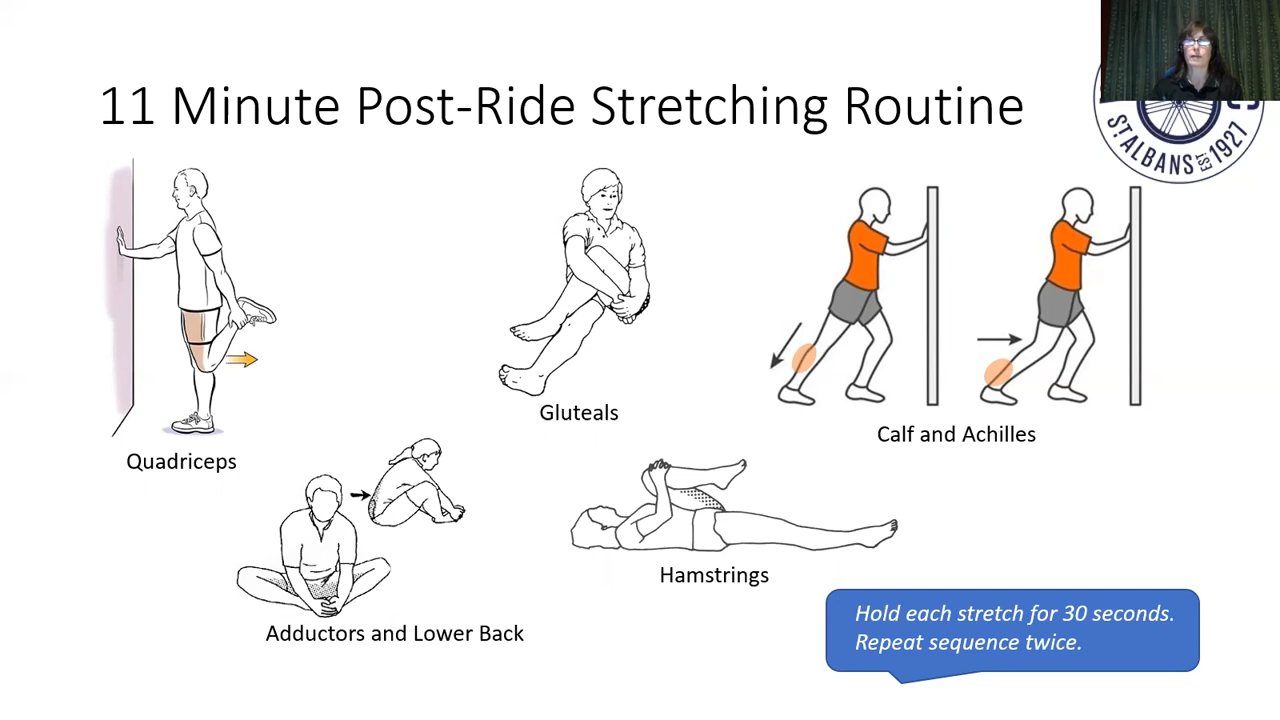 11 Minute Post-Ride Stretching Routine
ST. ALBANS EST. 1927
Quadriceps
Gluteals
Calf and Achilles
Adductors and Lower Back
Hamstrings
Hold each stretch for 30 seconds.
Repeat sequence twice.